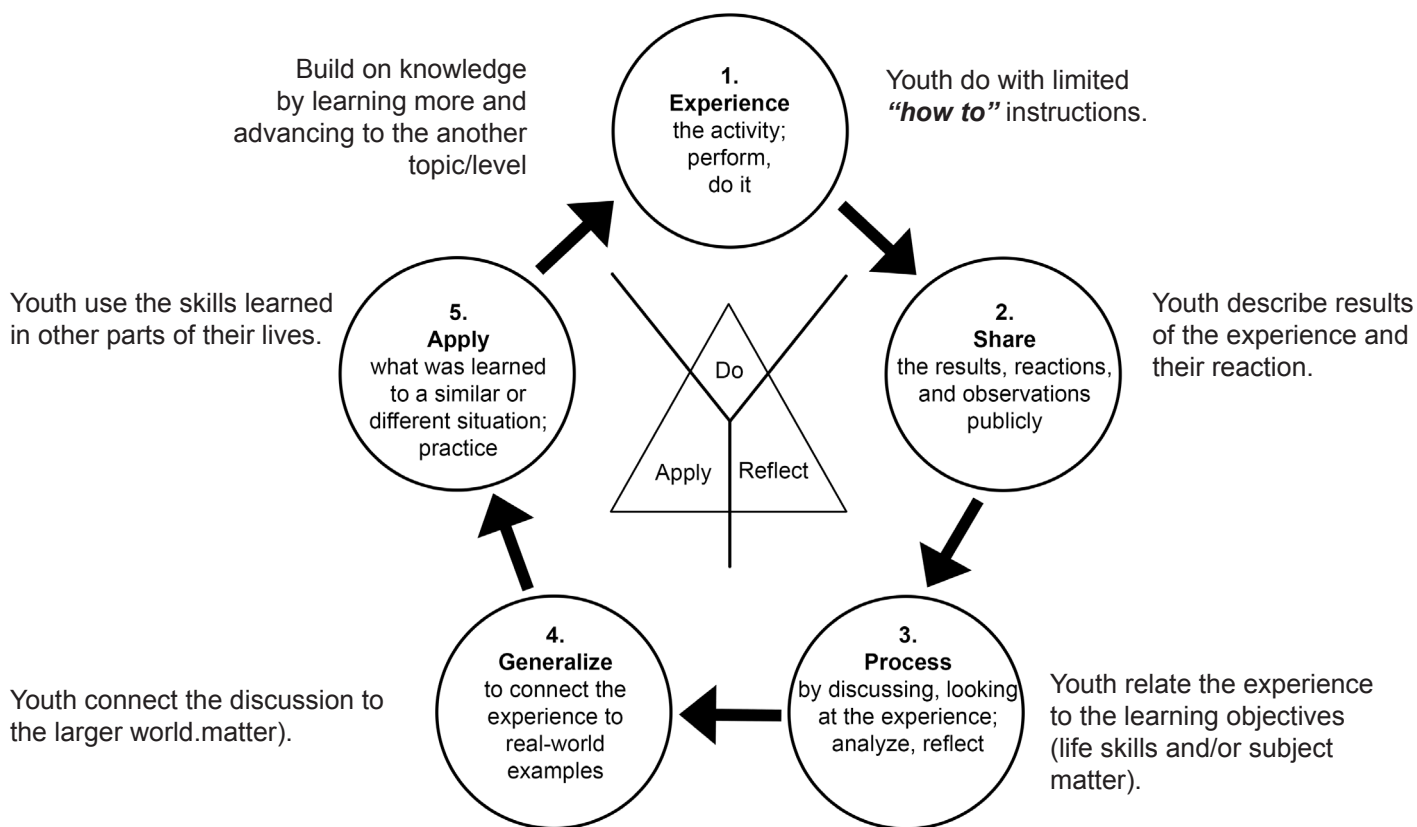 Build on knowledge
by learning more and
advancing to the another
topic/level
1.
Experience
the activity;
perform,
do it
Youth do with limited
“how to” instructions.
2.
Share
the results, reactions,
and observations
publicly
Youth describe results
of the experience and
their reaction.
3.
Process
by discussing, looking
at the experience;
analyze, reflect
Youth relate the experience
to the learning objectives
(life skills and/or subject
matter).
4.
Generalize
to connect the
experience to
real-world
examples
Youth connect the discussion to
the larger world.matter).
5.
Apply
what was learned
to a similar or
different situation;
practice
Youth use the skills learned
in other parts of their lives.
Do
Apply
Reflect